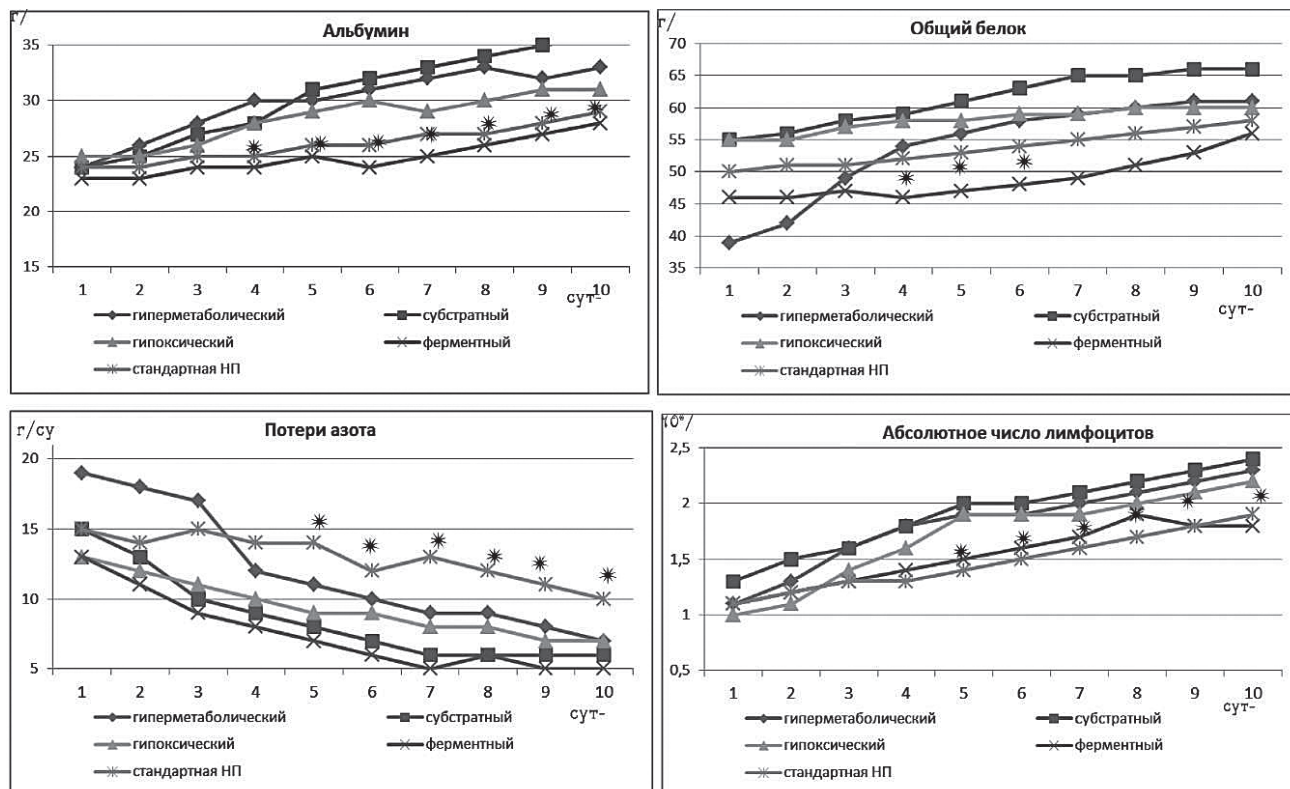 г/
Альбумин
35
30
25
20
15
1 2 3 4 5 6 7 8 9 10
сут-
гиперметаболический субстратный
гипоксический ферментный
стандартная НП
г/
Общий белок
70
65
60
55
50
45
40
35
1 2 3 4 5 6 7 8 9 10
сут-
гиперметаболический субстратный
гипоксический ферментный
стандартная НП
г/су
Потери азота
20
15
10
5
1 2 3 4 5 6 7 8 9 10
сут-
гиперметаболический субстратный
гипоксический ферментный
стандартная НП
Абсолютное число лимфоцитов
2,5
2
1,5
1
0,5
1 2 3 4 5 6 7 8 9 10
сут-
гиперметаболический субстратный
гипоксический ферментный
стандартная НП